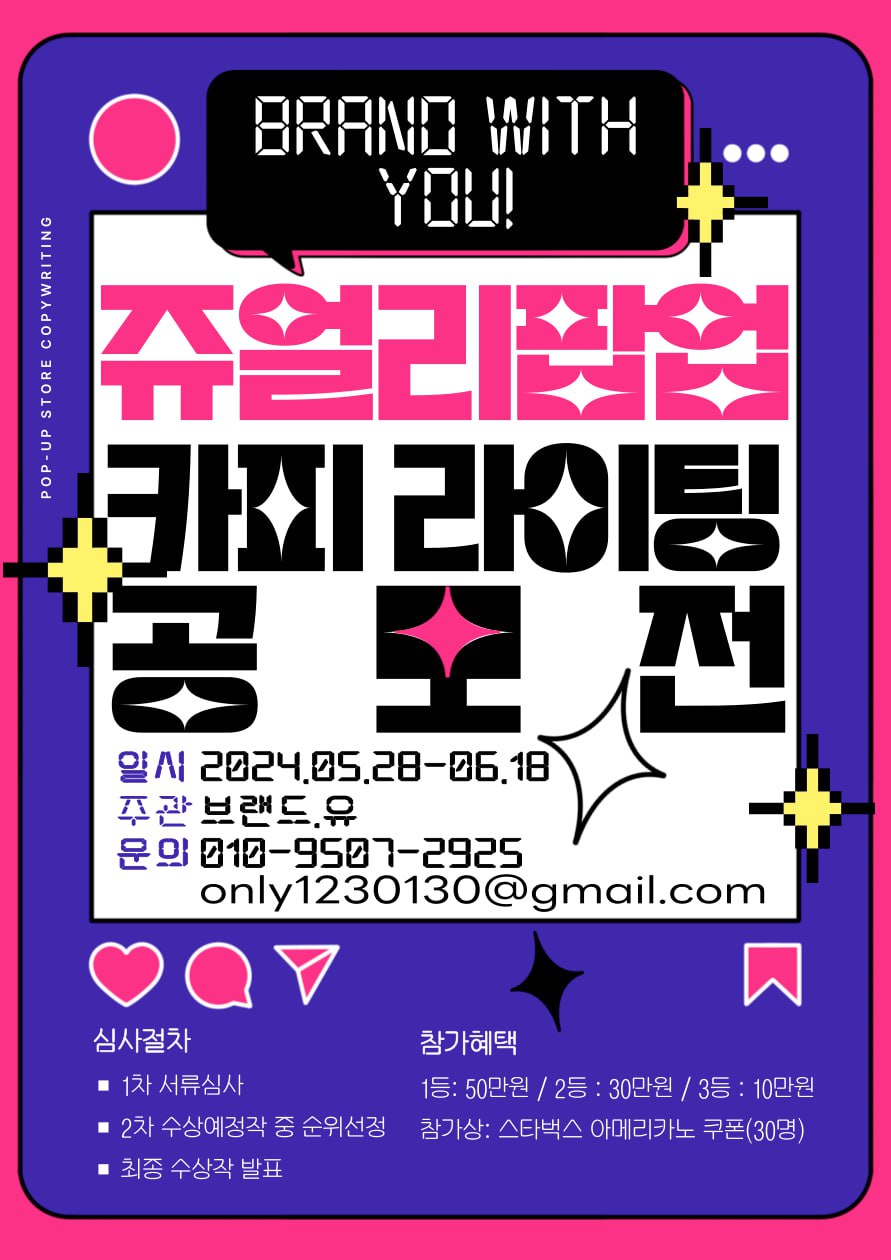 BRAND WITH
YOU!
POP-UP STORE COPYWRITING
쥬얼리팝업
카피 라이팅
공 모 전
일시 2024.05.28-06.18
주관 브랜드.유
문의 010-9507-2925
only1230130@gmail.com
심사절차
■ 1차 서류심사
■ 2차 수상예정작 중 순위선정
■ 최종 수상작 발표
참가혜택
1등: 50만원 / 2등 : 30만원 / 3등 : 10만원
참가상: 스타벅스 아메리카노 쿠폰(30명)